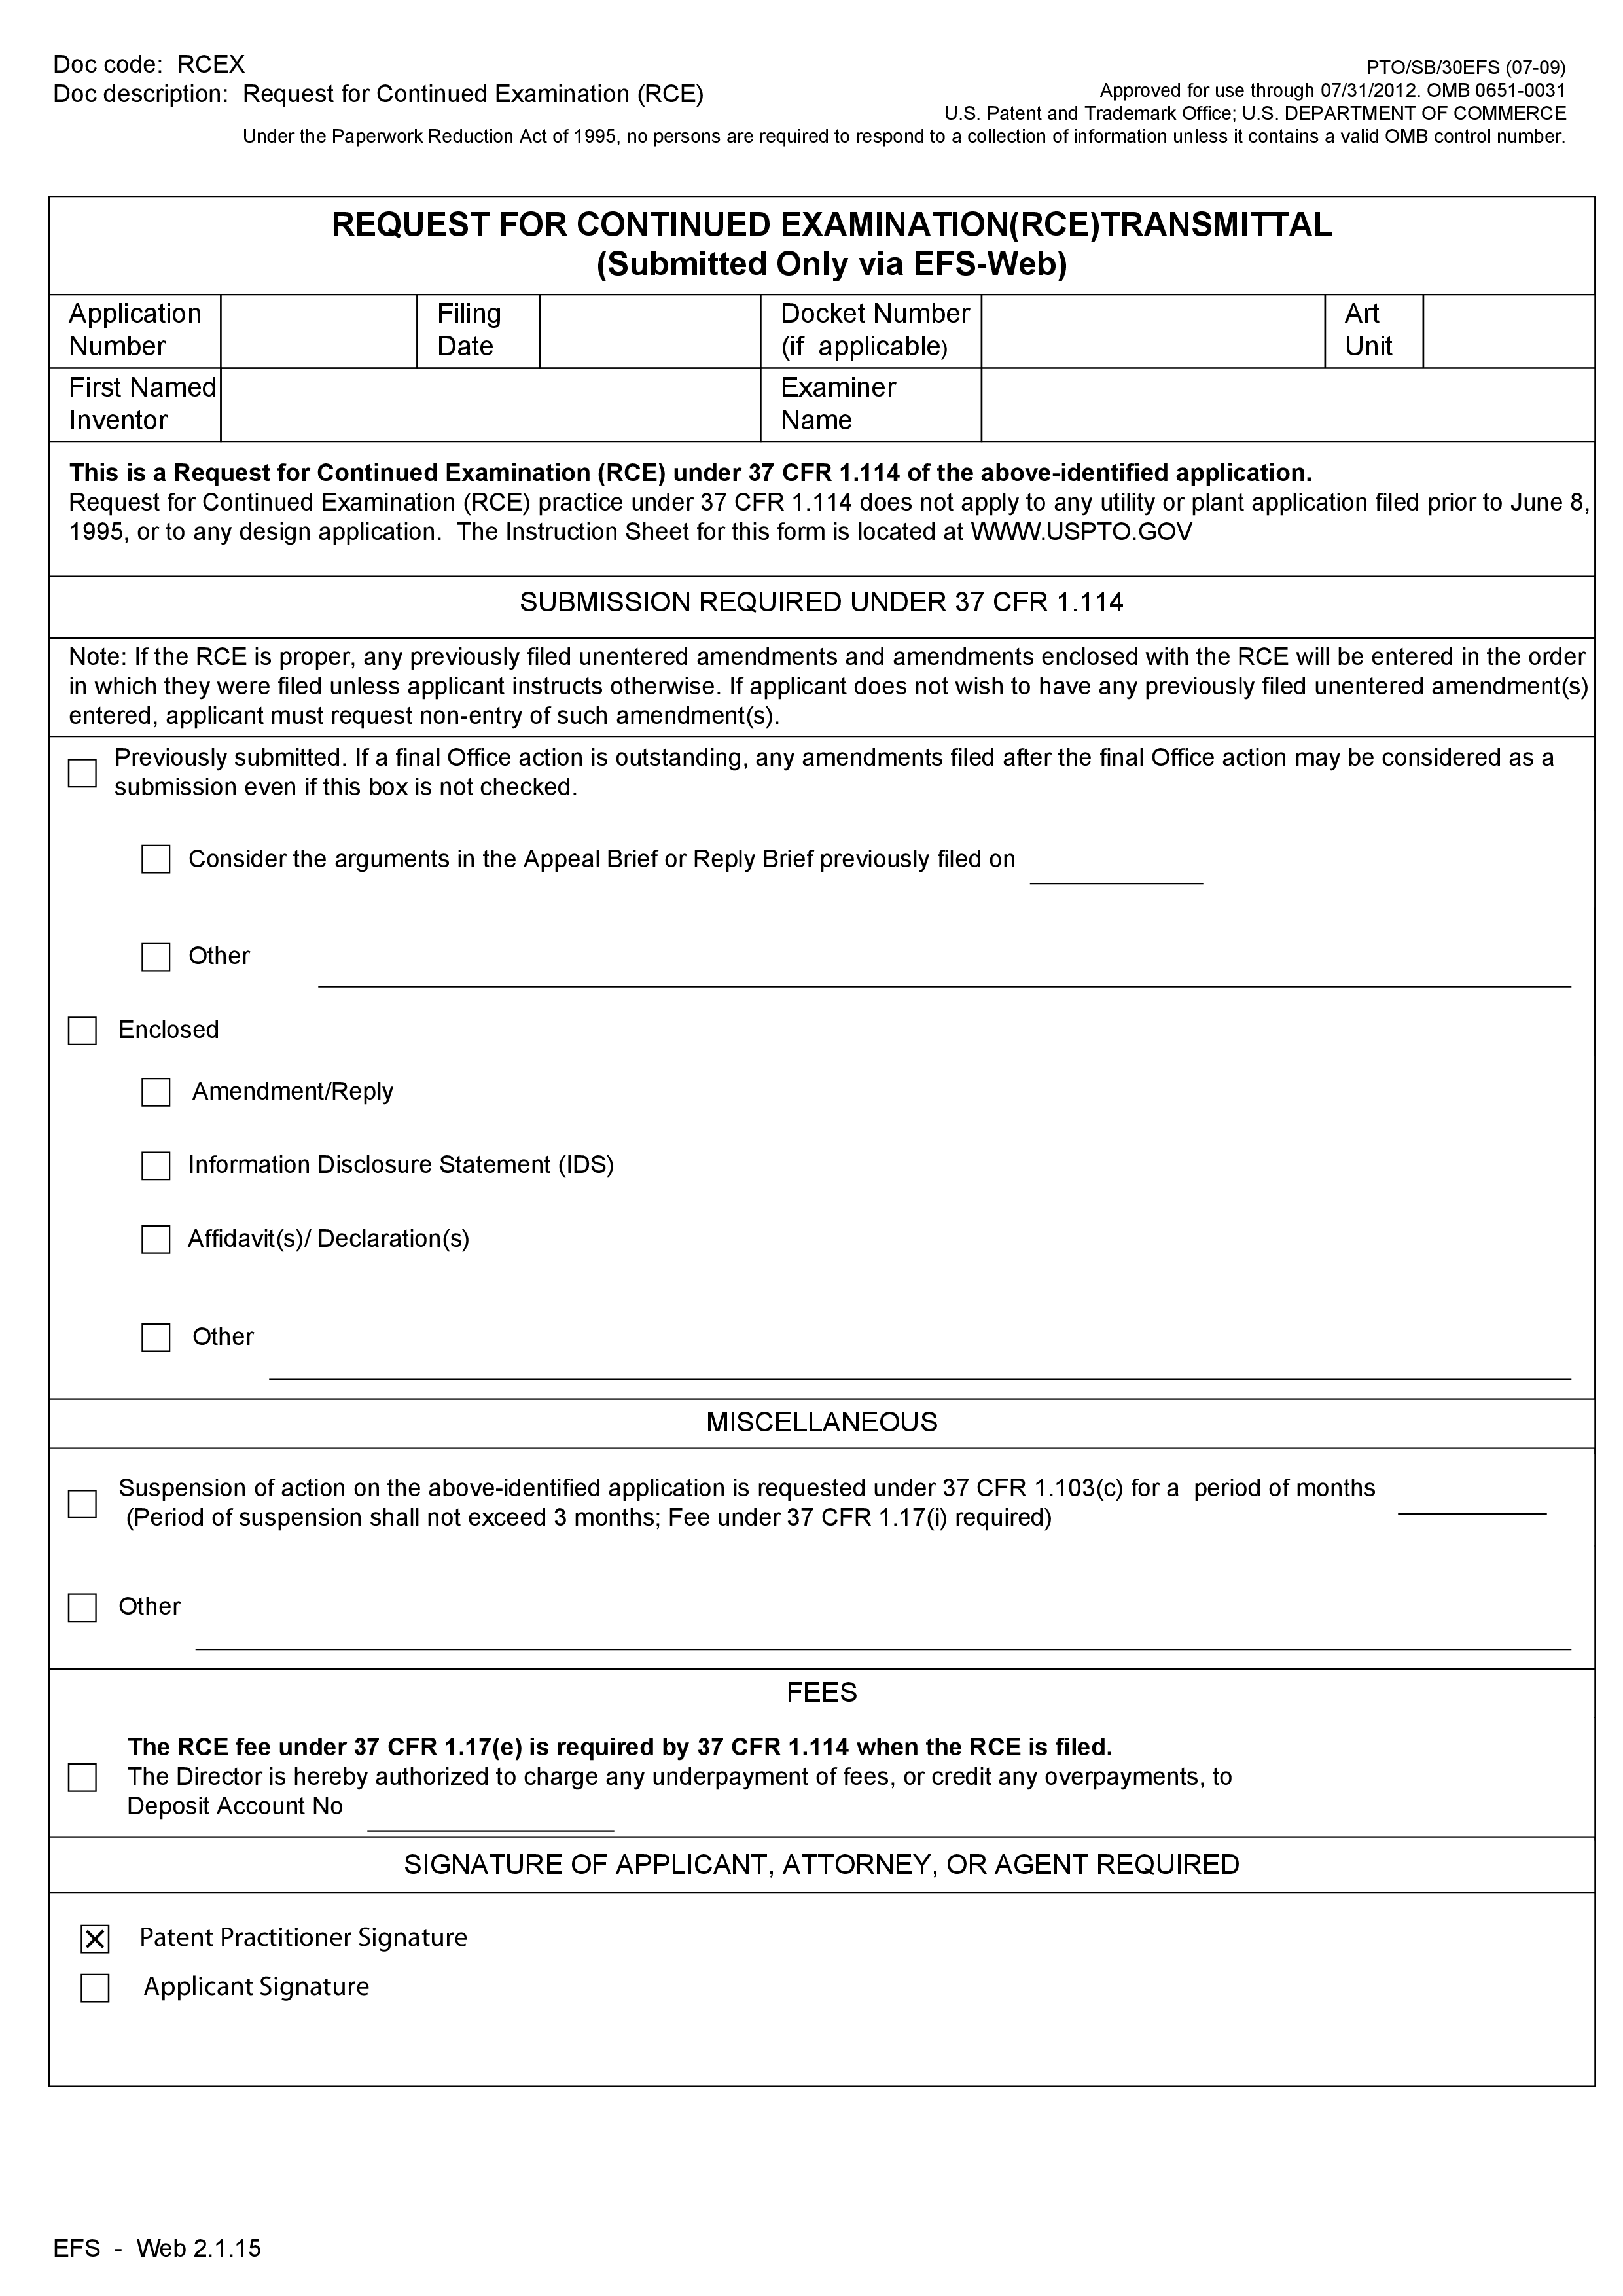 Doc code:  RCEX
Doc description:  Request for Continued Examination (RCE)
PTO/SB/30EFS (07-09)
Approved for use through 07/31/2012. OMB 0651-0031
U.S. Patent and Trademark Office; U.S. DEPARTMENT OF COMMERCE
Under the Paperwork Reduction Act of 1995, no persons are required to respond to a collection of information unless it contains a valid OMB control number.
REQUEST FOR CONTINUED EXAMINATION(RCE)TRANSMITTAL
(Submitted Only via EFS-Web)
Application
Number
Filing
Date
Docket Number
(if  applicable)
Art
Unit
First Named
Inventor
Examiner
Name
This is a Request for Continued Examination (RCE) under 37 CFR 1.114 of the above-identified application.
Request for Continued Examination (RCE) practice under 37 CFR 1.114 does not apply to any utility or plant application filed prior to June 8,
1995, or to any design application.  The Instruction Sheet for this form is located at WWW.USPTO.GOV
SUBMISSION REQUIRED UNDER 37 CFR 1.114
Note: If the RCE is proper, any previously filed unentered amendments and amendments enclosed with the RCE will be entered in the order
in which they were filed unless applicant instructs otherwise. If applicant does not wish to have any previously filed unentered amendment(s)
entered, applicant must request non-entry of such amendment(s).
Previously submitted. If a final Office action is outstanding, any amendments filed after the final Office action may be considered as a
submission even if this box is not checked.
Consider the arguments in the Appeal Brief or Reply Brief previously filed on
Other
Enclosed
Amendment/Reply
Information Disclosure Statement (IDS)
Affidavit(s)/ Declaration(s)
Other
MISCELLANEOUS
Suspension of action on the above-identified application is requested under 37 CFR 1.103(c) for a  period of months
(Period of suspension shall not exceed 3 months; Fee under 37 CFR 1.17(i) required)
Other
FEES
The RCE fee under 37 CFR 1.17(e) is required by 37 CFR 1.114 when the RCE is filed.
The Director is hereby authorized to charge any underpayment of fees, or credit any overpayments, to
Deposit Account No
SIGNATURE OF APPLICANT, ATTORNEY, OR AGENT REQUIRED
Patent Practitioner Signature
Applicant Signature
EFS  -  Web 2.1.15